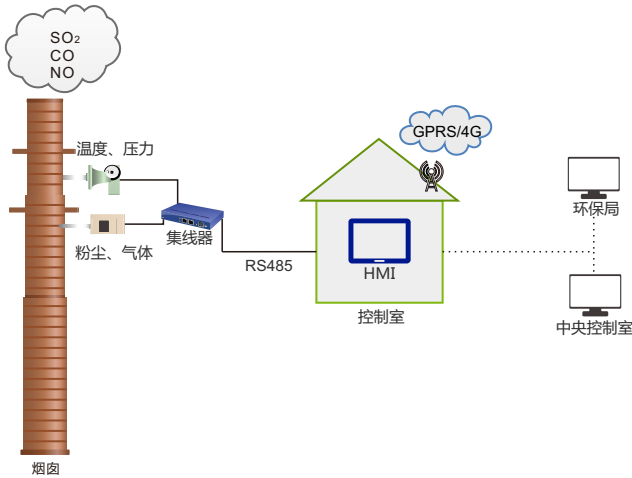 SO₂
CO
NO
GPRS/4G
温度、压力
环保局
集线器
粉尘、气体
RS485
HMI
控制室
中央控制室
烟囱